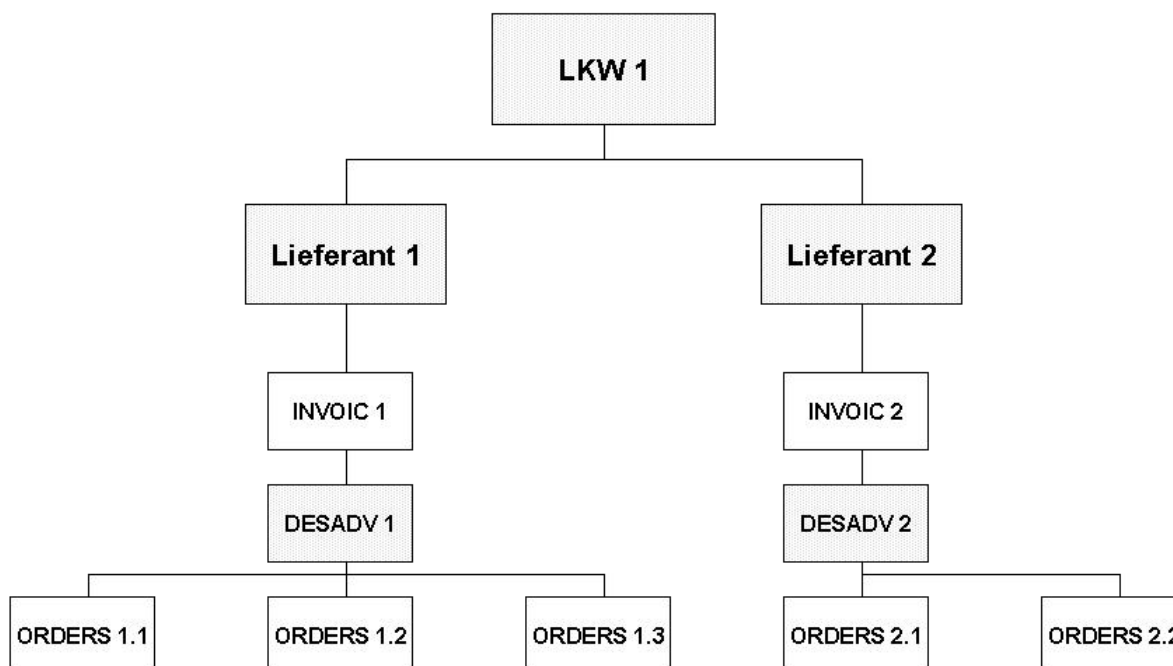 LKW 1
Lieferant 1
Lieferant 2
INVOIC 1
INVOIC 2
DESADV 1
DESADV 2
ORDERS 1.1
ORDERS 1.2
ORDERS 1.3
ORDERS 2.1
ORDERS 2.2